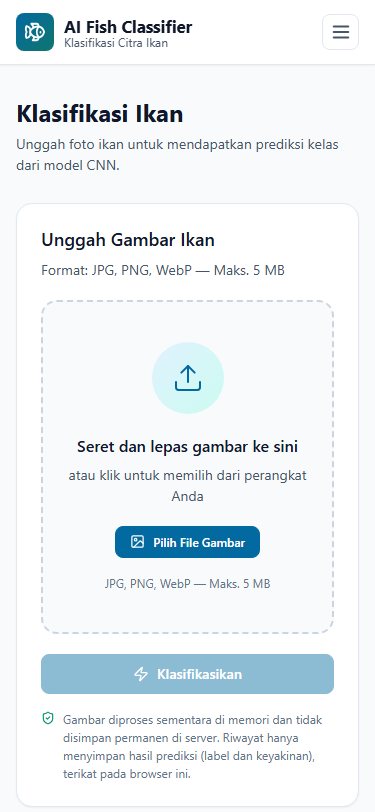 AI Fish Classifier
Klasifikasi Citra Ikan
Klasifikasi Ikan
Unggah foto ikan untuk mendapatkan prediksi kelas
dari model CNN.
Unggah Gambar Ikan
Format: JPG, PNG, WebP — Maks. 5 MB
Seret dan lepas gambar ke sini
atau klik untuk memilih dari perangkat
Anda
Pilih File Gambar
JPG, PNG, WebP — Maks. 5 MB
Klasifikasikan
Gambar diproses sementara di memori dan tidak
disimpan permanen di server. Riwayat hanya
menyimpan hasil prediksi (label dan keyakinan),
terikat pada browser ini.